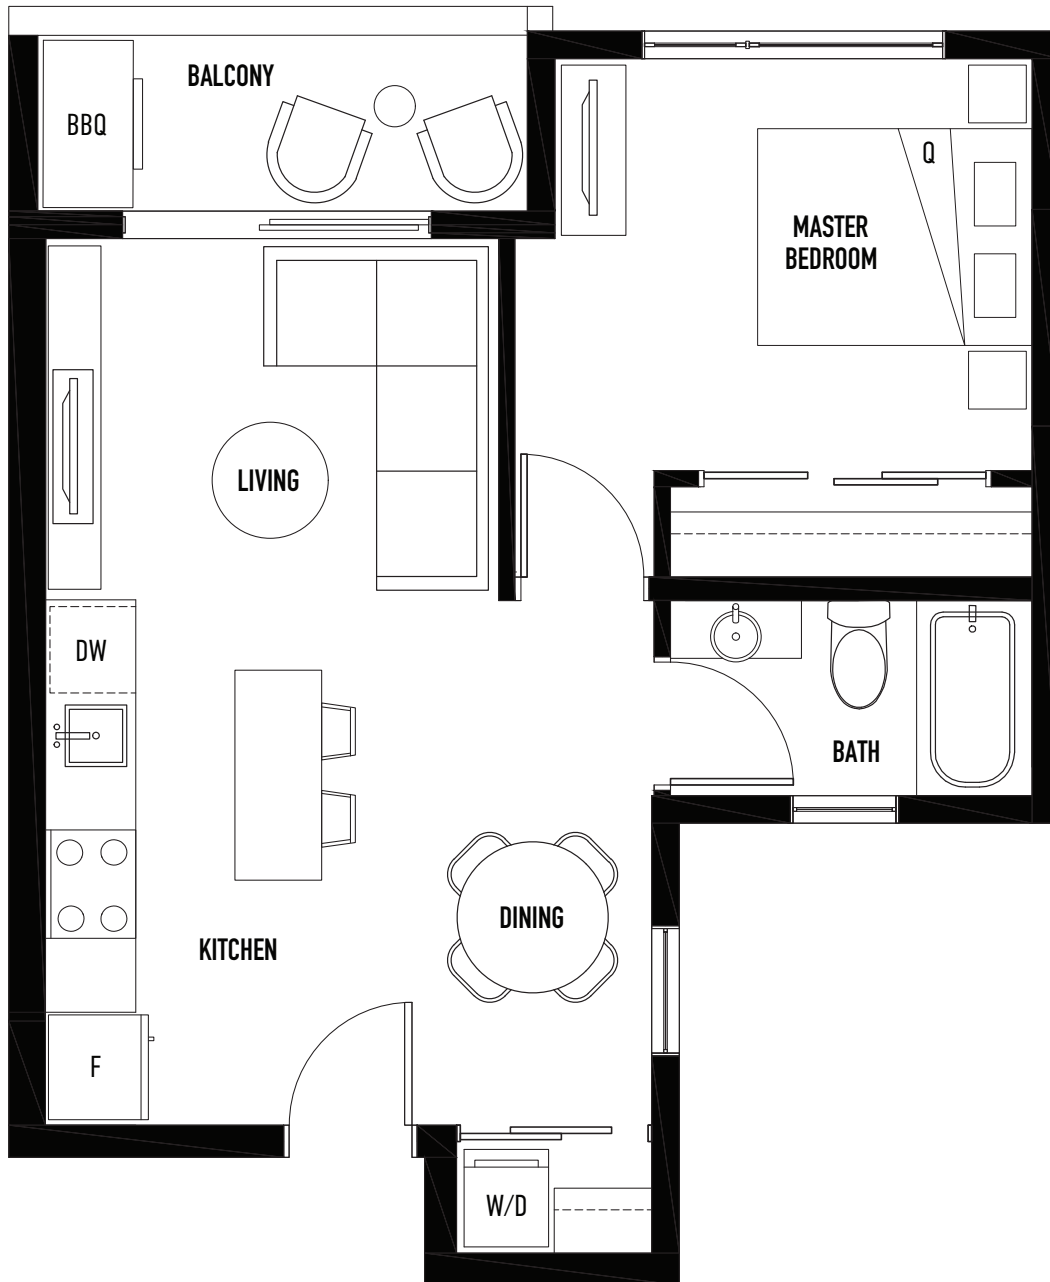 BALCONY
BBQ
Q
MASTER
BEDROOM
LIVING
DW
BATH
DINING
KITCHEN
F
W/D